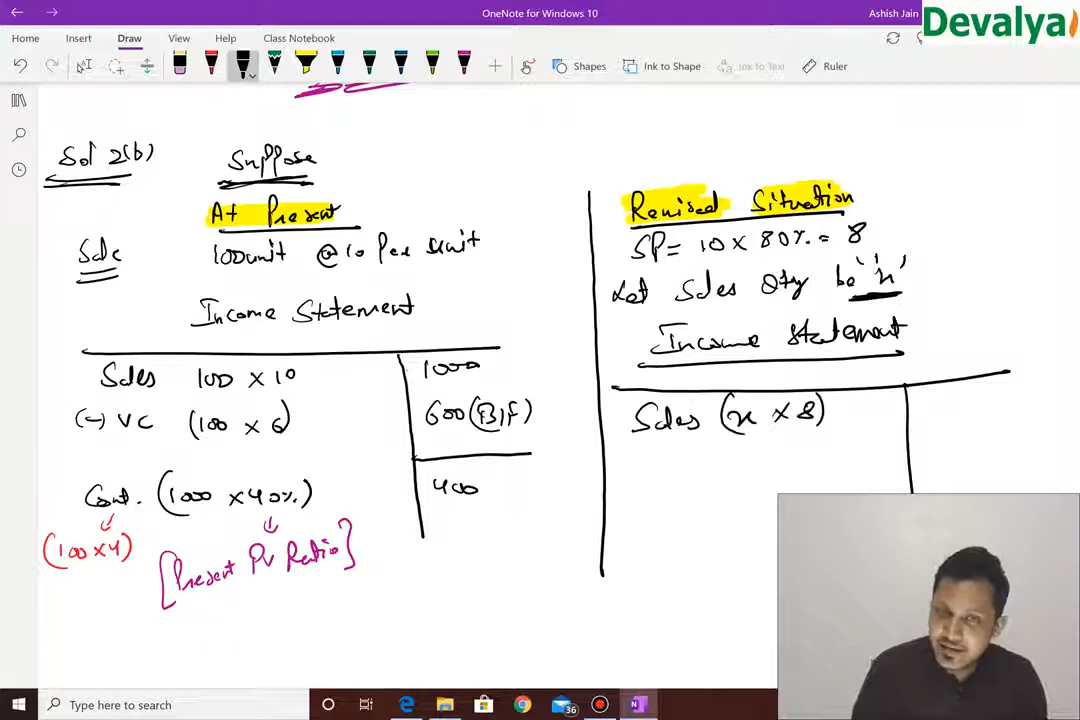 OneNote for Windows 10
Ashish Jain
Devalya
Home Insert Draw View Help Class Notebook
Shapes Ink to Shape Ink to Text Ruler
Sol 2(b)
Suppose
At Present
Sale 100 unit @ 10 Per unit
Income Statement
Sales 100 × 10 1000
(-) VC (100 × 6) 600 (B/F)
Cont. (1000 × 40%) 400
(100 × 4)
[Present PV Ratio]
Revised Situation
SP = 10 × 80% = 8
Let Sales Qty be 'x'
Income Statement
Sales (x × 8)
Type here to search
36